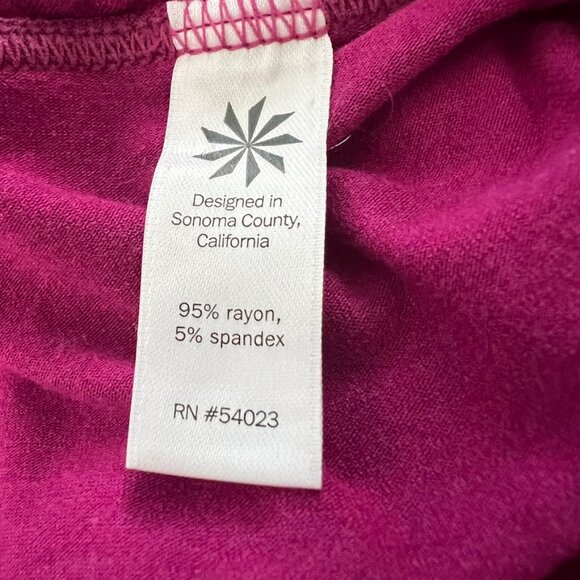 Designed in
Sonoma County,
California
95% rayon,
5% spandex
RN #54023